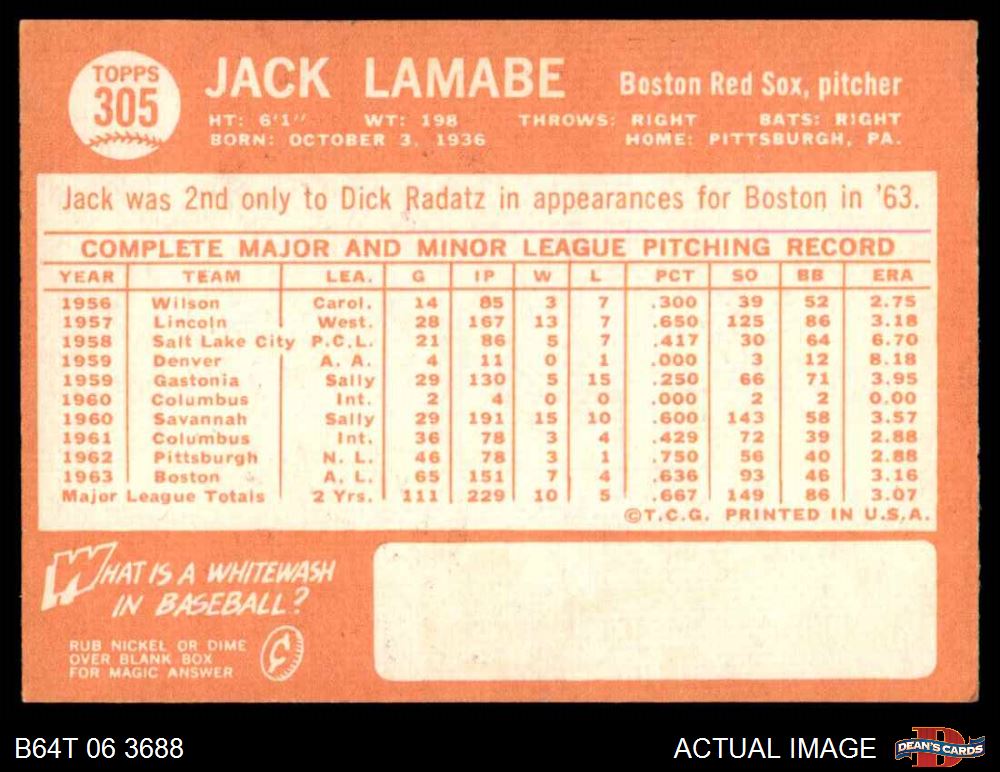 TOPPS
305
JACK LAMABE Boston Red Sox, pitcher
HT: 6'1" WT: 198 THROWS: RIGHT BATS: RIGHT
BORN: OCTOBER 3, 1936 HOME: PITTSBURGH, PA.
Jack was 2nd only to Dick Radatz in appearances for Boston in '63.
COMPLETE MAJOR AND MINOR LEAGUE PITCHING RECORD
YEAR TEAM LEA. G IP W L PCT SO BB ERA
1956 Wilson Carol. 14 85 3 7 .300 39 52 2.75
1957 Lincoln West. 28 167 13 7 .650 125 86 3.18
1958 Salt Lake City P.C.L. 21 86 5 7 .417 30 64 6.70
1959 Denver A. A. 4 11 0 1 .000 3 12 8.18
1959 Gastonia Sally 29 130 5 15 .250 66 71 3.95
1960 Columbus Int. 2 4 0 0 .000 2 2 0.00
1960 Savannah Sally 29 191 15 10 .600 143 58 3.57
1961 Columbus Int. 36 78 3 4 .429 72 39 2.88
1962 Pittsburgh N. L. 46 78 3 1 .750 56 40 2.88
1963 Boston A. L. 65 151 7 4 .636 93 46 3.16
Major League Totals 2 Yrs. 111 229 10 5 .667 149 86 3.07
©T.C.G. PRINTED IN U.S.A.
WHAT IS A WHITEWASH
IN BASEBALL?
RUB NICKEL OR DIME
OVER BLANK BOX
FOR MAGIC ANSWER
B64T 06 3688 ACTUAL IMAGE DEAN'S CARDS